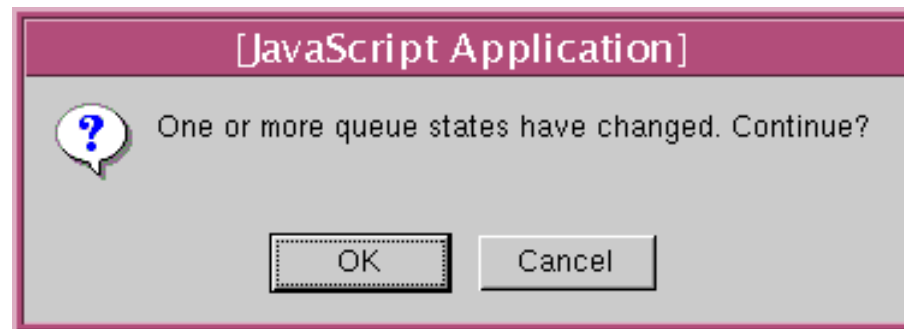 [JavaScript Application]
?
One or more queue states have changed. Continue?
OK Cancel